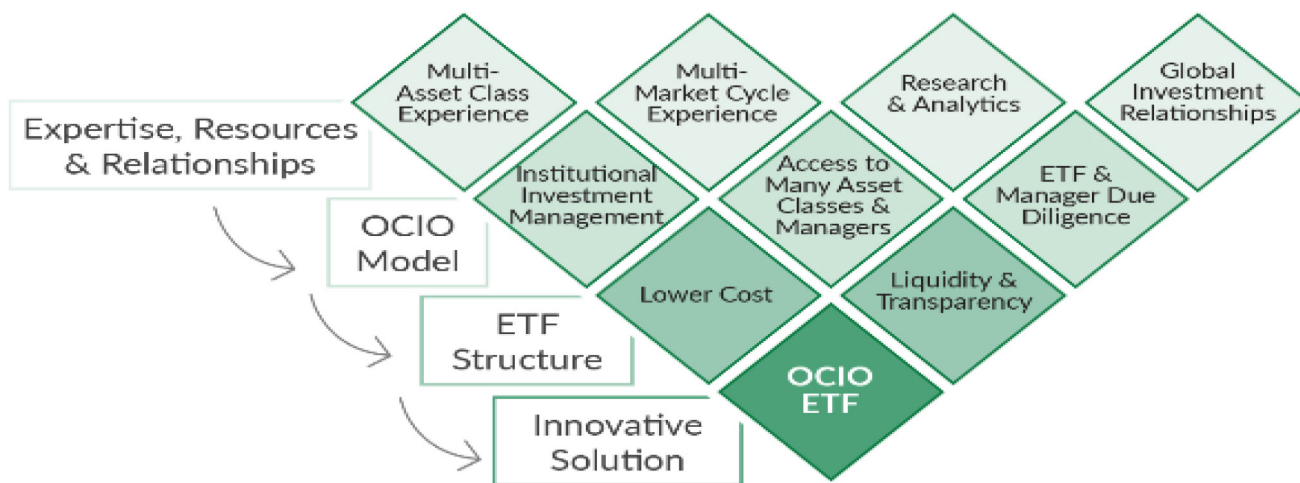 Multi-
Asset Class
Experience
Multi-
Market Cycle
Experience
Research
& Analytics
Global
Investment
Relationships
Expertise, Resources
& Relationships
Institutional
Investment
Management
Access to
Many Asset
Classes &
Managers
ETF &
Manager Due
Diligence
OCIO
Model
Lower Cost
Liquidity &
Transparency
ETF
Structure
OCIO
ETF
Innovative
Solution